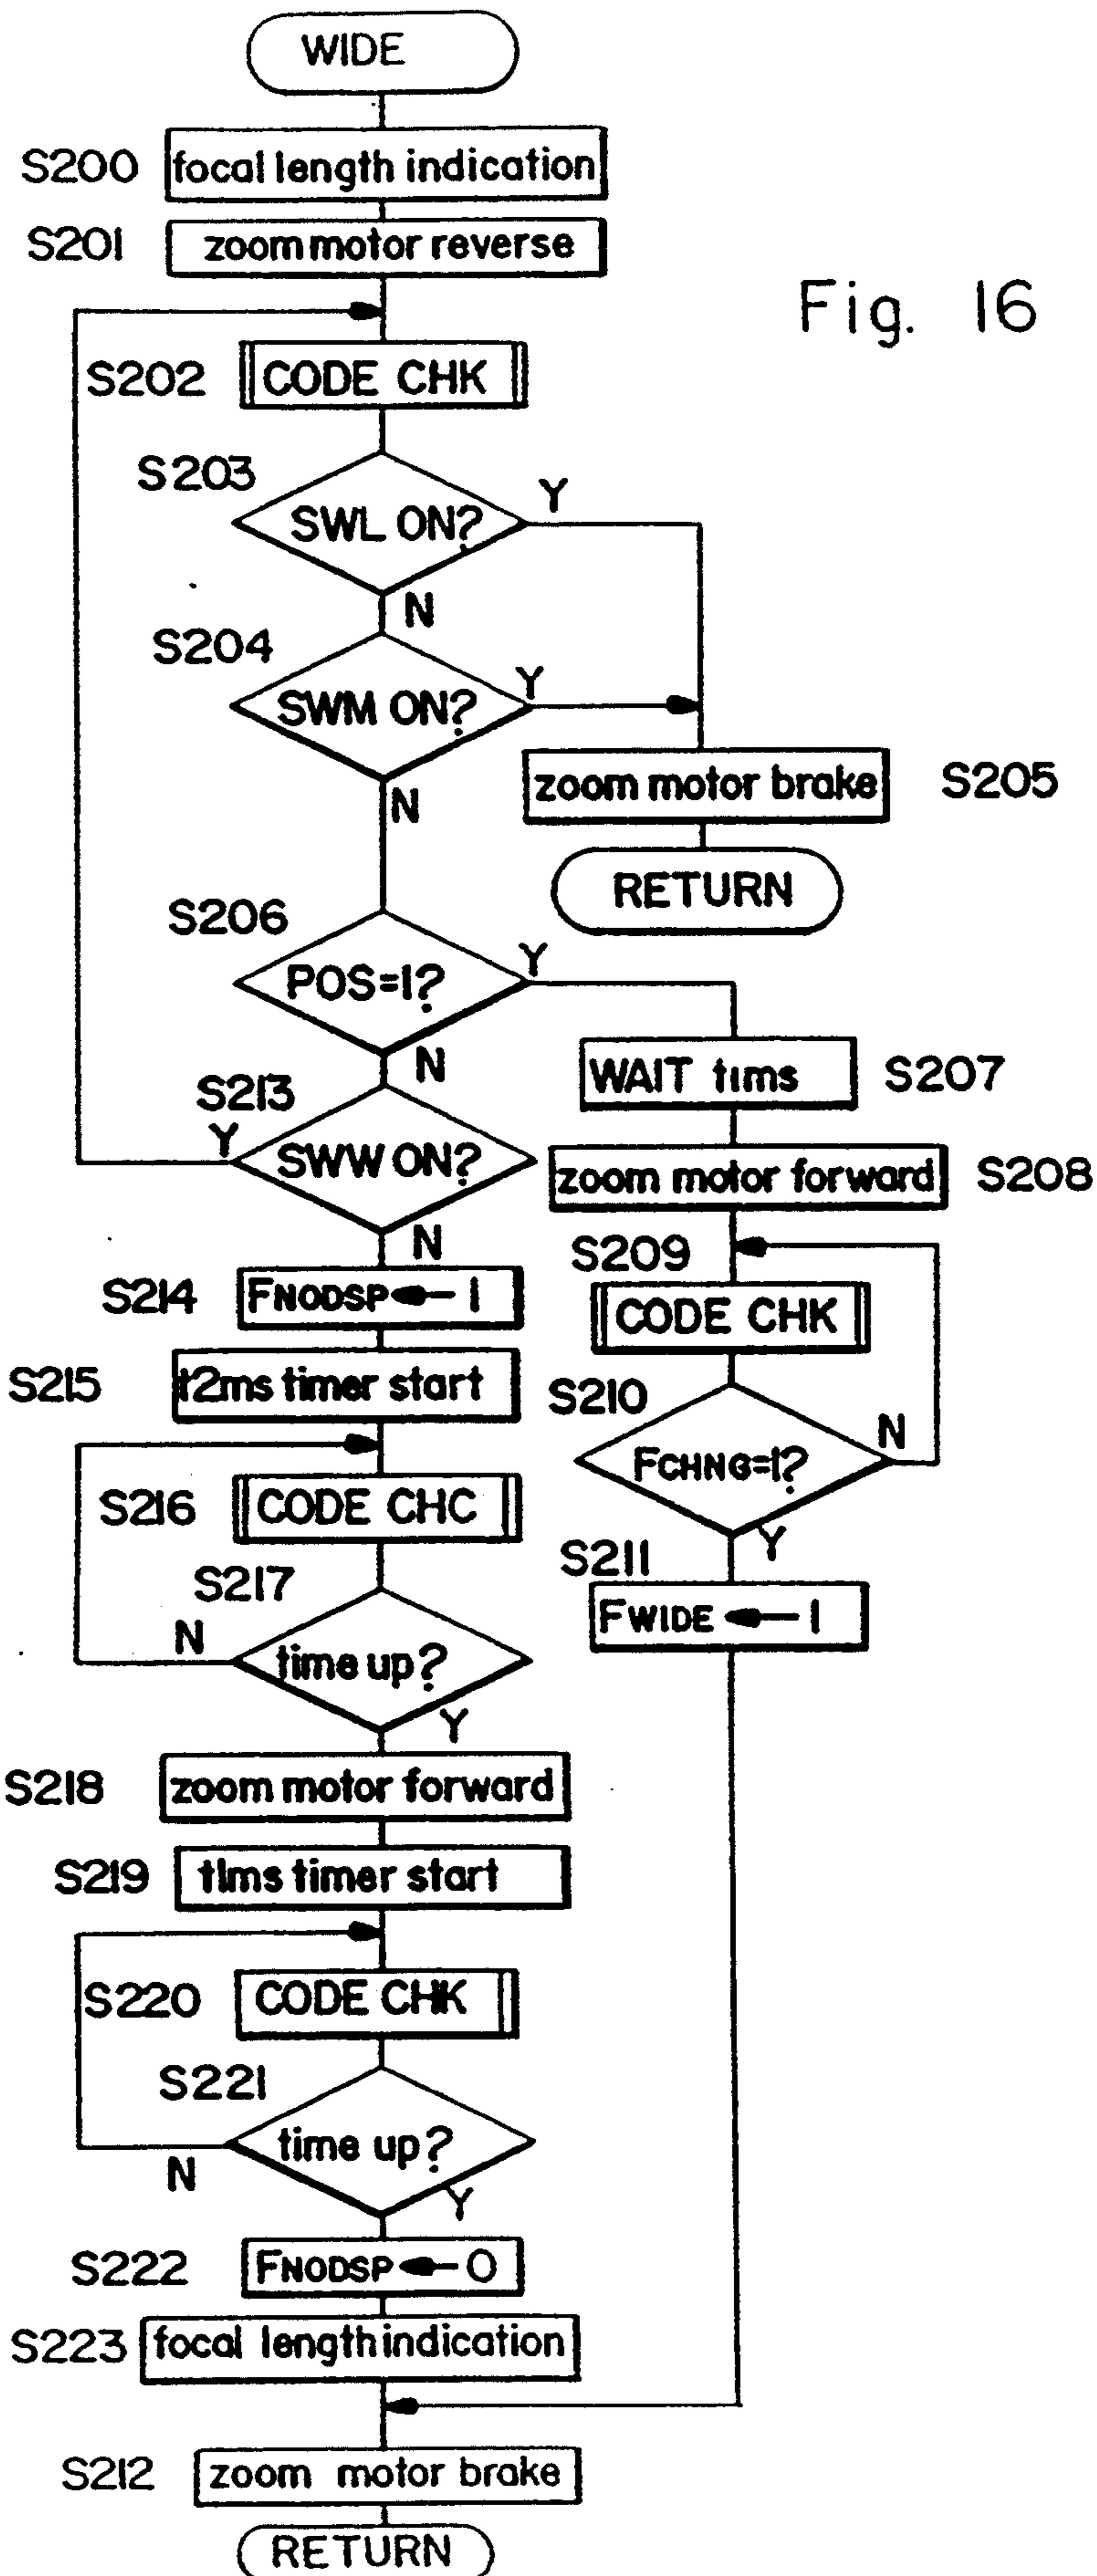 WIDE
S200 focal length indication
S201 zoom motor reverse
Fig. 16
S202 CODE CHK
S203 SWL ON? Y
N
S204 SWM ON? Y
N
zoom motor brake S205
RETURN
S206 POS=1? Y
N
WAIT t1ms S207
S213 Y SWW ON?
N
zoom motor forward S208
S209 CODE CHK
S214 FNODSP ← 1
S215 t2ms timer start
S210 FCHNG=1? N
Y
S216 CODE CHC
S211 FWIDE ← 1
S217 N time up?
Y
S218 zoom motor forward
S219 t1ms timer start
S220 CODE CHK
S221 time up?
N Y
S222 FNODSP ← 0
S223 focal length indication
S212 zoom motor brake
RETURN